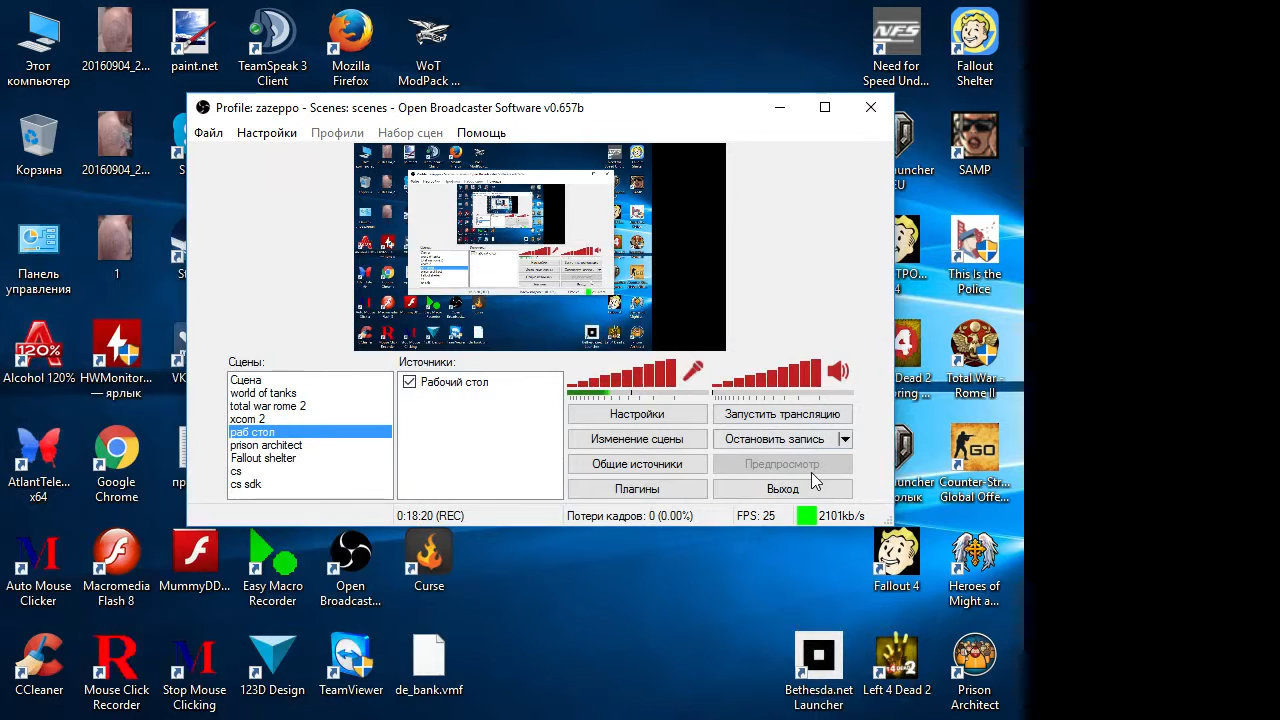 Этот
компьютер
20160904_2...
paint.net
TeamSpeak 3
Client
Mozilla
Firefox
WoT
ModPack ...
Need for
Speed Und...
Fallout
Shelter
Profile: zazeppo - Scenes: scenes - Open Broadcaster Software v0.657b
Файл
Настройки
Профили
Набор сцен
Помощь
Корзина
20160904_2...
SAMP
Панель
управления
1
This Is the
Police
Сцены:
Источники:
Сцена
world of tanks
total war rome 2
xcom 2
раб стол
prison architect
Fallout shelter
cs
cs sdk
Рабочий стол
Настройки
Запустить трансляцию
Изменение сцены
Остановить запись
Общие источники
Предпросмотр
Плагины
Выход
0:18:20 (REC)
Потери кадров: 0 (0.00%)
FPS: 25
2101kb/s
Alcohol 120%
HWMonitor...
— ярлык
Total War -
Rome II
AtlantTele...
x64
Google
Chrome
Counter-Str...
Global Offe...
Auto Mouse
Clicker
Macromedia
Flash 8
MummyDD...
Easy Macro
Recorder
Open
Broadcast...
Curse
Fallout 4
Heroes of
Might a...
CCleaner
Mouse Click
Recorder
Stop Mouse
Clicking
123D Design
TeamViewer
de_bank.vmf
Bethesda.net
Launcher
Left 4 Dead 2
Prison
Architect